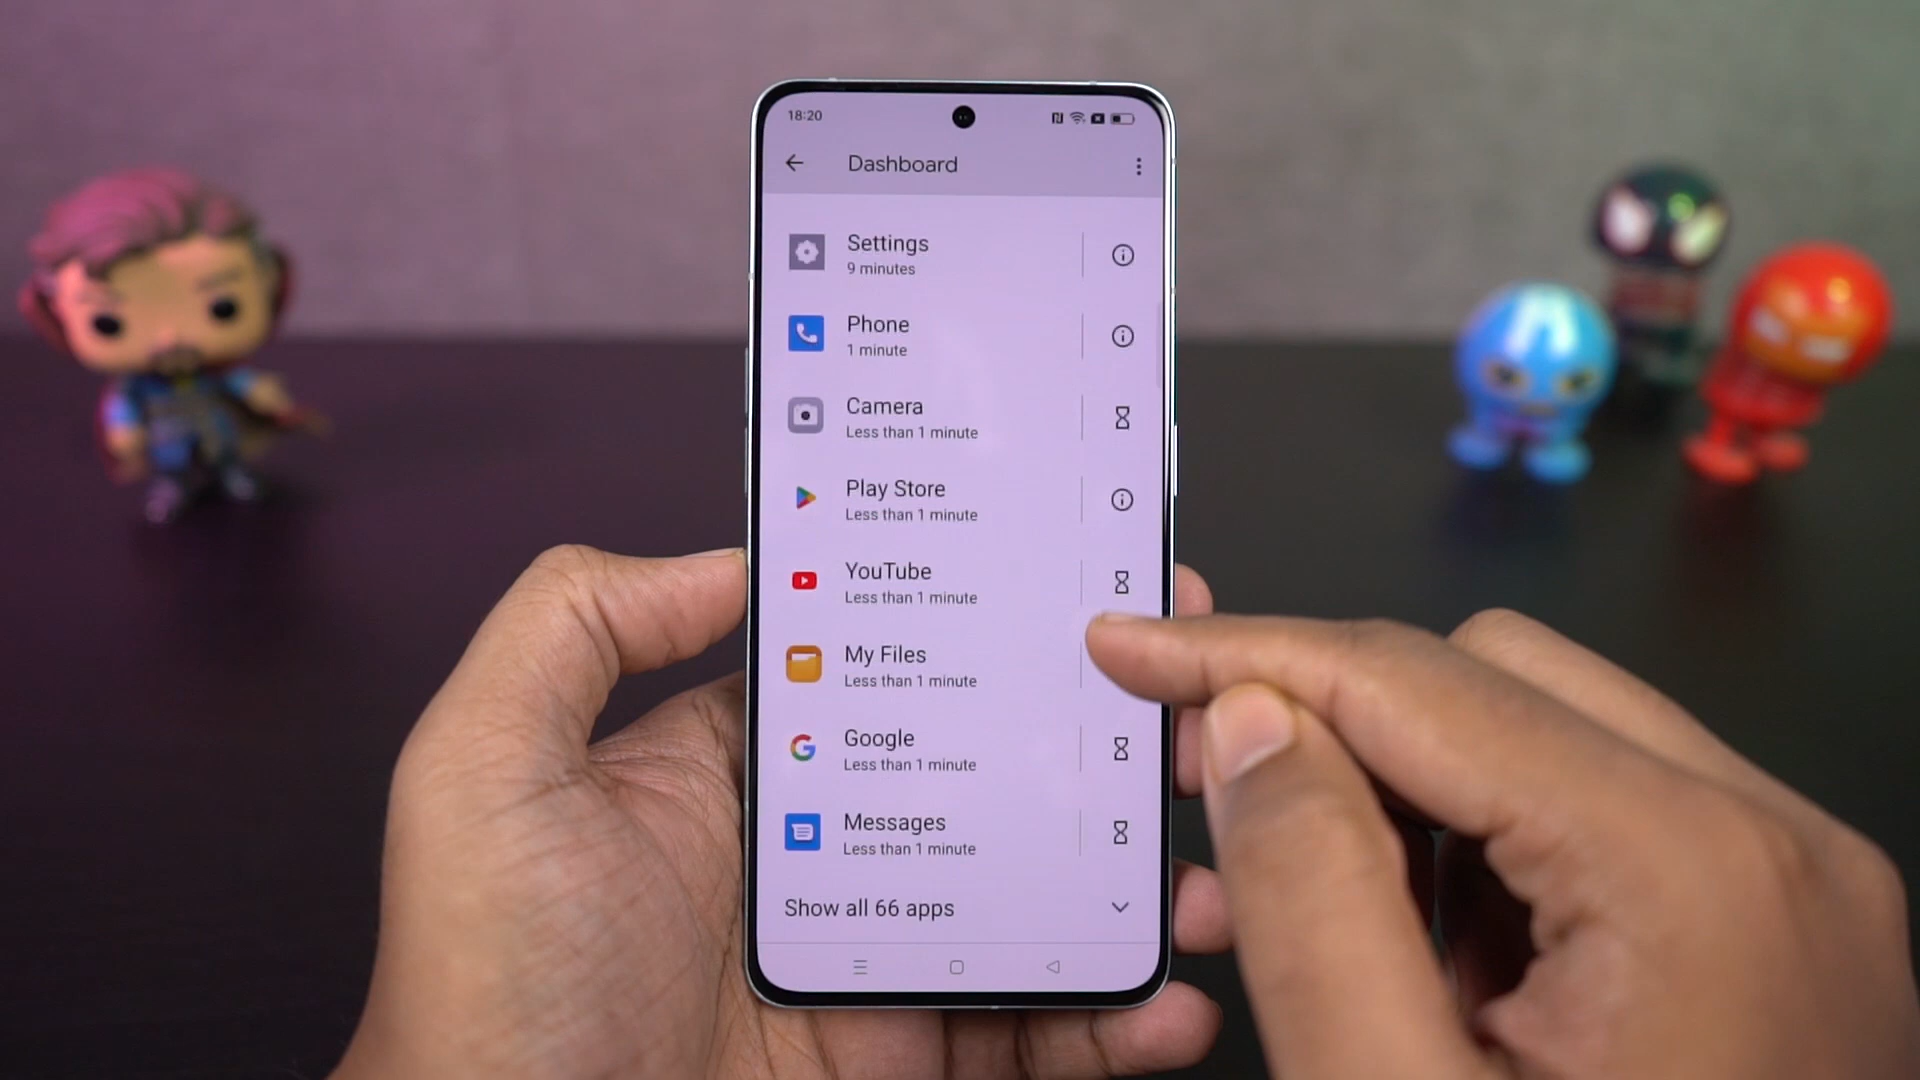 18:20
Dashboard
Settings
9 minutes
Phone
1 minute
Camera
Less than 1 minute
Play Store
Less than 1 minute
YouTube
Less than 1 minute
My Files
Less than 1 minute
Google
Less than 1 minute
Messages
Less than 1 minute
Show all 66 apps